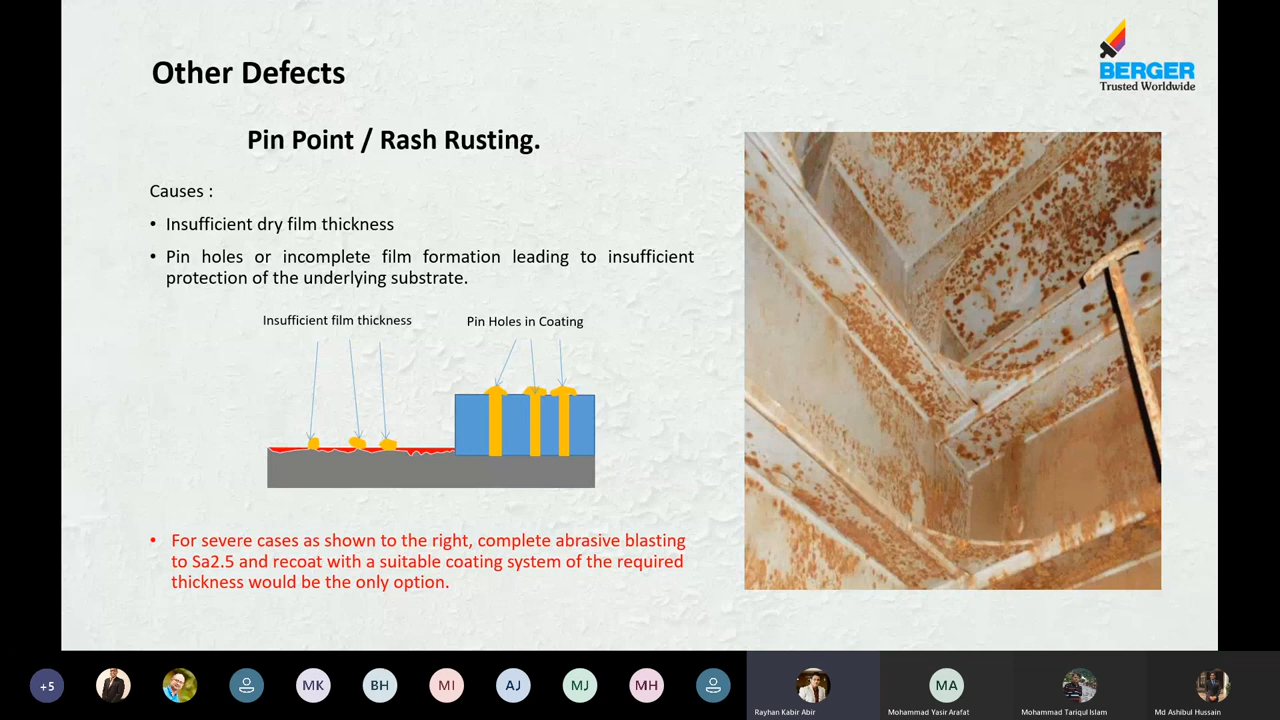 Other Defects
BERGER
Trusted Worldwide
Pin Point / Rash Rusting.
Causes :
• Insufficient dry film thickness
• Pin holes or incomplete film formation leading to insufficient
protection of the underlying substrate.
Insufficient film thickness
Pin Holes in Coating
• For severe cases as shown to the right, complete abrasive blasting
to Sa2.5 and recoat with a suitable coating system of the required
thickness would be the only option.
+5
MK
BH
MI
AJ
MJ
MH
MA
Rayhan Kabir Abir
Mohammad Yasir Arafat
Mohammad Tariqul Islam
Md Ashibul Hussain